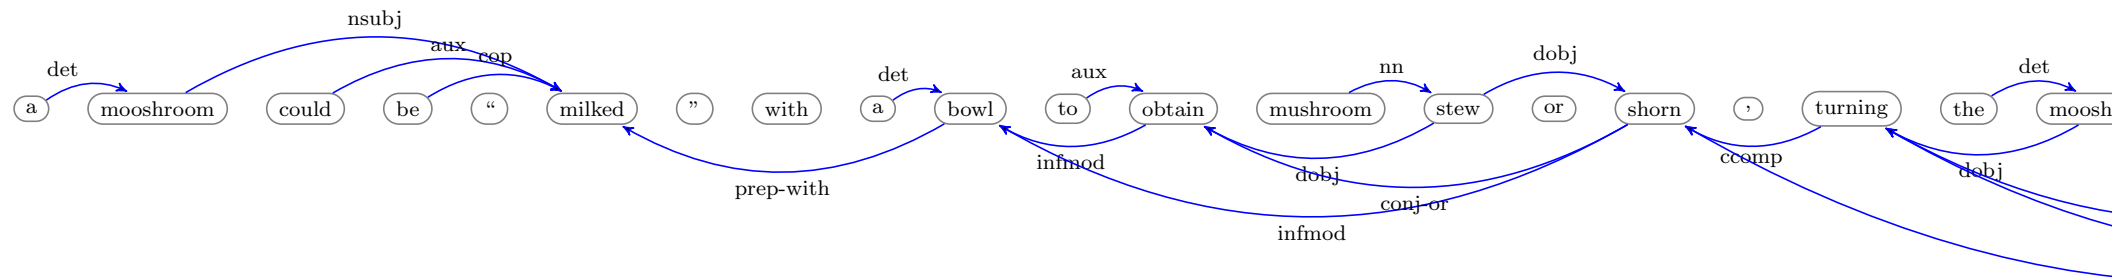 nsubj
aux cop dobj
det det aux nn det
a mooshroom could be “ milked ” with a bowl to obtain mushroom stew or shorn , turning the moosh
infmod ccomp
dobj dobj
prep-with
conj-or
infmod